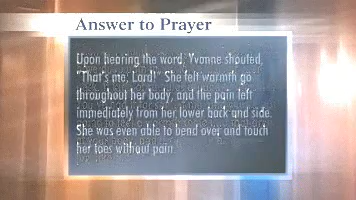 Answer to Prayer
Upon hearing the word, Yvonne shouted,
"That's me, Lord!" She felt warmth go
throughout her body, and the pain left
immediately from her lower back and side.
She was even able to bend over and touch
her toes without pain.